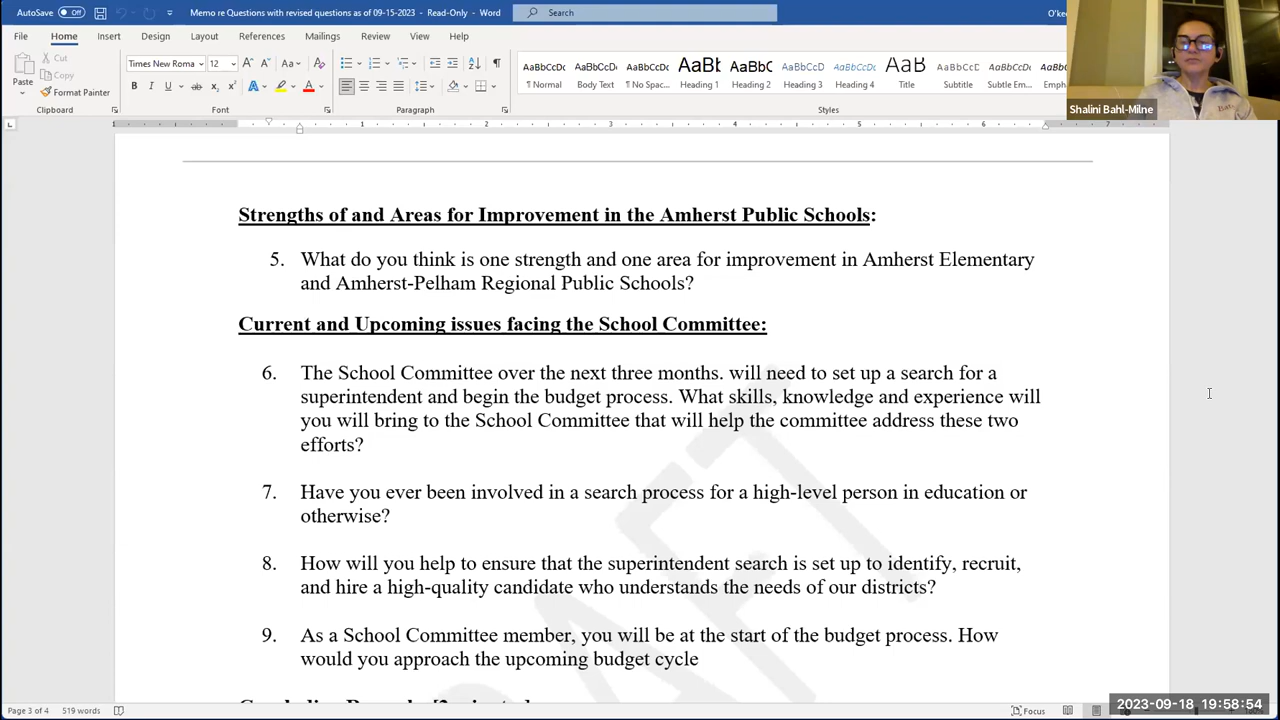 AutoSave Off Memo re Questions with revised questions as of 09-15-2023 - Read-Only - Word Search
File Home Insert Design Layout References Mailings Review View Help
Paste Cut Copy Format Painter
Times New Roma 12
AaBbCcDc AaBbCcDc AaBbCcDc AaBb AaBbCc AaBbCcD AaBbCcD AaB AaBbCcD AaBbCcD
¶ Normal Body Text ¶ No Spac... Heading 1 Heading 2 Heading 3 Heading 4 Title Subtitle Subtle Em...
Clipboard Font Paragraph Styles
Shalini Bahl-Milne
Strengths of and Areas for Improvement in the Amherst Public Schools:
5. What do you think is one strength and one area for improvement in Amherst Elementary
and Amherst-Pelham Regional Public Schools?
Current and Upcoming issues facing the School Committee:
6. The School Committee over the next three months. will need to set up a search for a
superintendent and begin the budget process. What skills, knowledge and experience will
you will bring to the School Committee that will help the committee address these two
efforts?
7. Have you ever been involved in a search process for a high-level person in education or
otherwise?
8. How will you help to ensure that the superintendent search is set up to identify, recruit,
and hire a high-quality candidate who understands the needs of our districts?
9. As a School Committee member, you will be at the start of the budget process. How
would you approach the upcoming budget cycle
DRAFT
Page 3 of 4 519 words Focus
2023-09-18 19:58:54